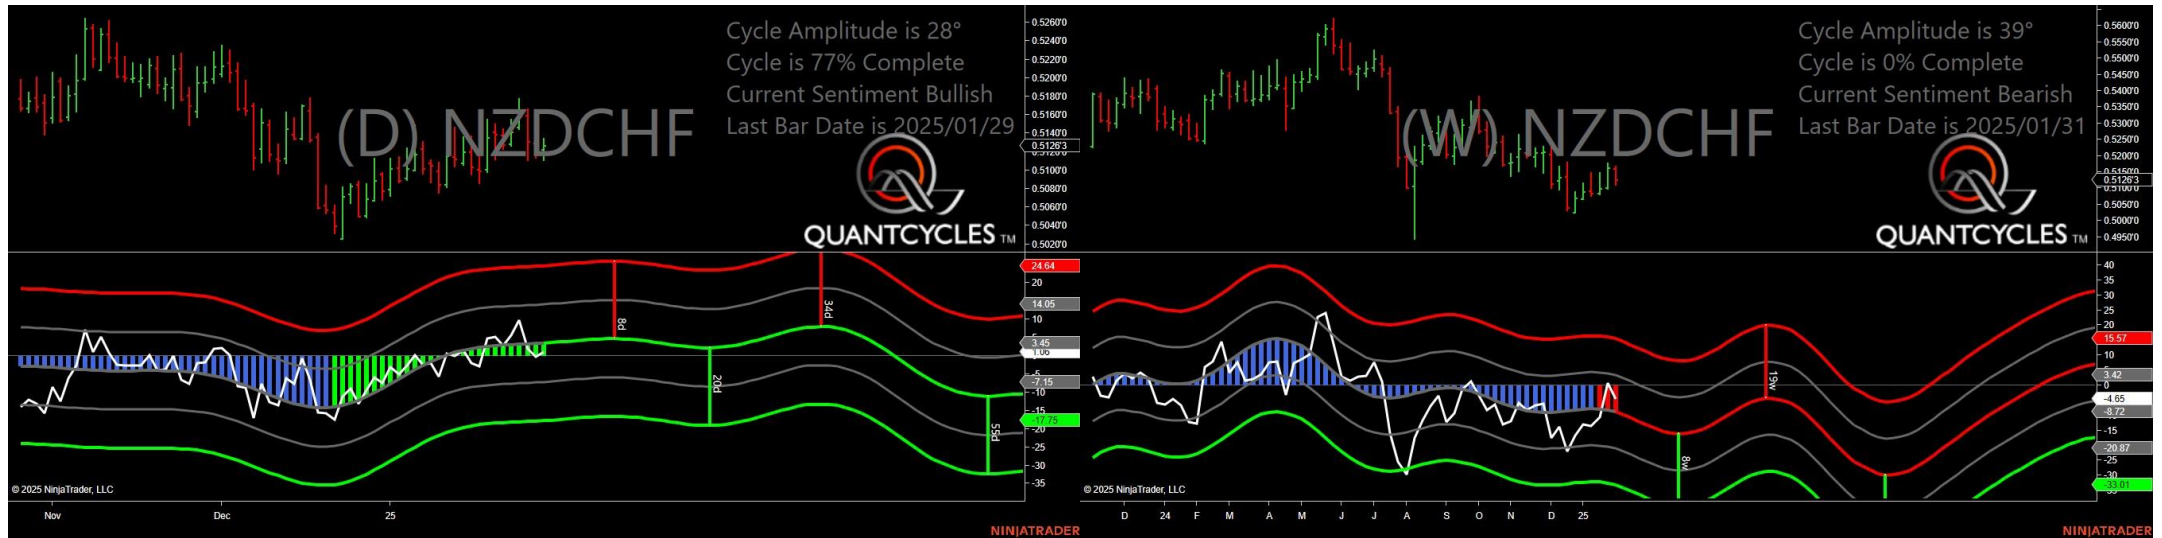 Cycle Amplitude is 28°
Cycle is 77% Complete
Current Sentiment Bullish
Last Bar Date is 2025/01/29
(D) NZDCHF
QUANTCYCLES TM
0.5260'0
0.5240'0
0.5220'0
0.5200'0
0.5180'0
0.5160'0
0.5140'0
0.5126'3
0.5100'0
0.5080'0
0.5060'0
0.5040'0
0.5020'0
24.64
20
14.05
10
3.45
1.06
-7.15
-10
-15
-17.75
-20
-25
-30
-35
8d
20d
34d
55d
© 2025 NinjaTrader, LLC
Nov
Dec
25
NINJATRADER
Cycle Amplitude is 39°
Cycle is 0% Complete
Current Sentiment Bearish
Last Bar Date is 2025/01/31
(W) NZDCHF
QUANTCYCLES TM
0.5600'0
0.5550'0
0.5500'0
0.5450'0
0.5400'0
0.5350'0
0.5300'0
0.5250'0
0.5200'0
0.5126'3
0.5100'0
0.5050'0
0.5000'0
0.4950'0
40
35
30
25
20
15.57
10
3.42
0
-4.65
-8.72
-15
-20.87
-25
-30
-33.01
8w
19w
© 2025 NinjaTrader, LLC
D
24
F
M
A
M
J
J
A
S
O
N
D
25
NINJATRADER